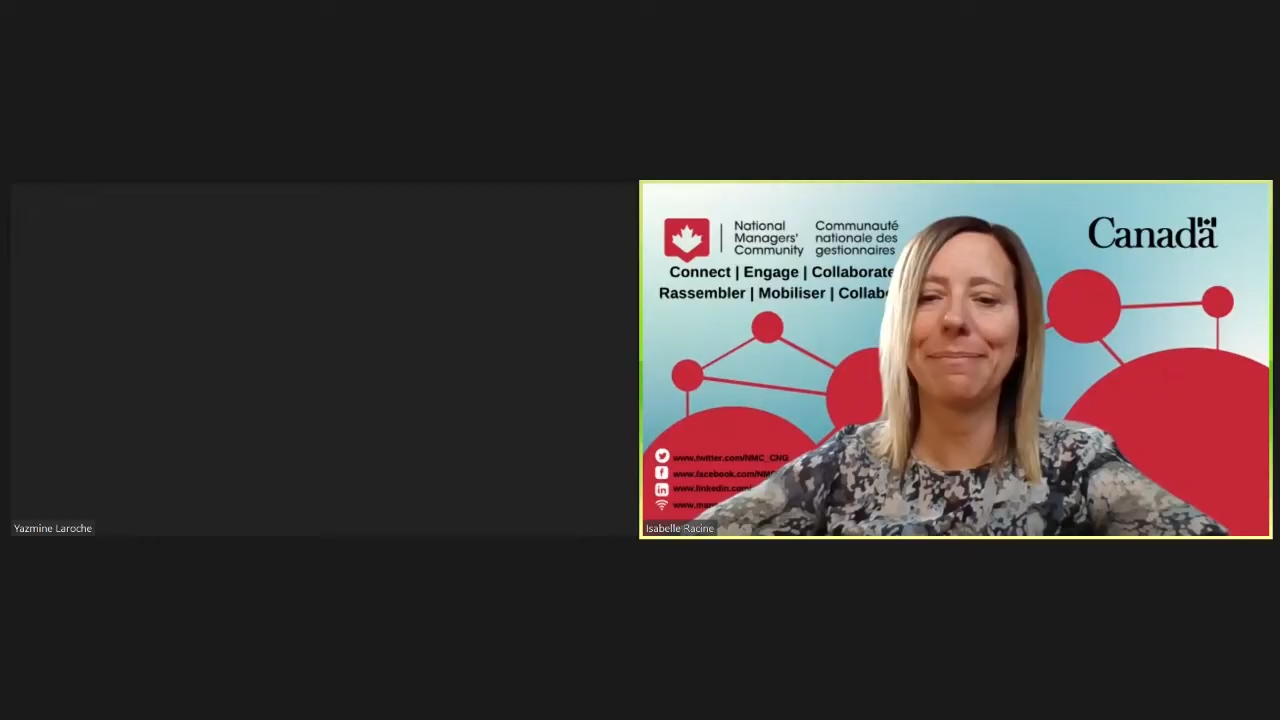 National
Managers'
Community
Communauté
nationale des
gestionnaires
Canada
Connect | Engage | Collaborate
Rassembler | Mobiliser |
www.twitter.com/NMC_CNG
www.facebook.com/
www.linkedin.com
Yazmine Laroche
Isabelle Racine